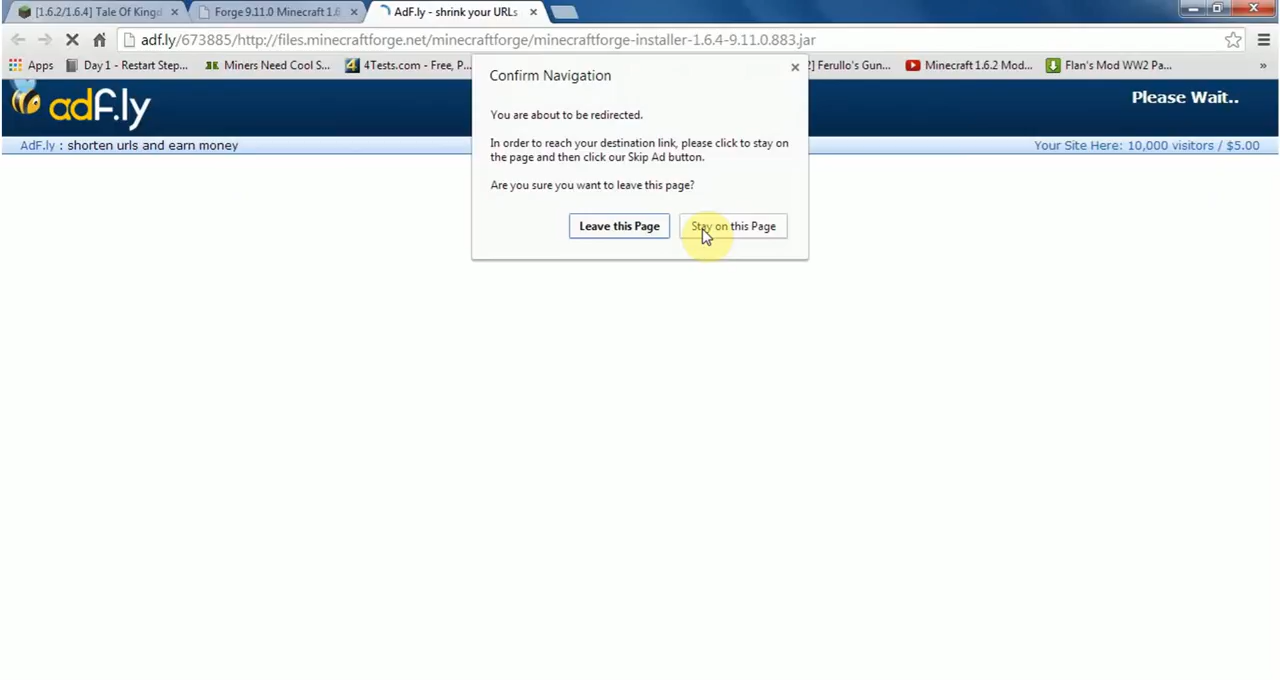 [1.6.2/1.6.4] Tale Of Kingd
Forge 9.11.0 Minecraft 1.6
AdF.ly - shrink your URLs
adf.ly/673885/http://files.minecraftforge.net/minecraftforge/minecraftforge-installer-1.6.4-9.11.0.883.jar
Apps
Day 1 - Restart Step...
Miners Need Cool S...
4Tests.com - Free, P...
2] Ferullo's Gun...
Minecraft 1.6.2 Mod...
Flan's Mod WW2 Pa...
»
adf.ly
Please Wait..
AdF.ly : shorten urls and earn money
Your Site Here: 10,000 visitors / $5.00
Confirm Navigation
You are about to be redirected.
In order to reach your destination link, please click to stay on
the page and then click our Skip Ad button.
Are you sure you want to leave this page?
Leave this Page
Stay on this Page